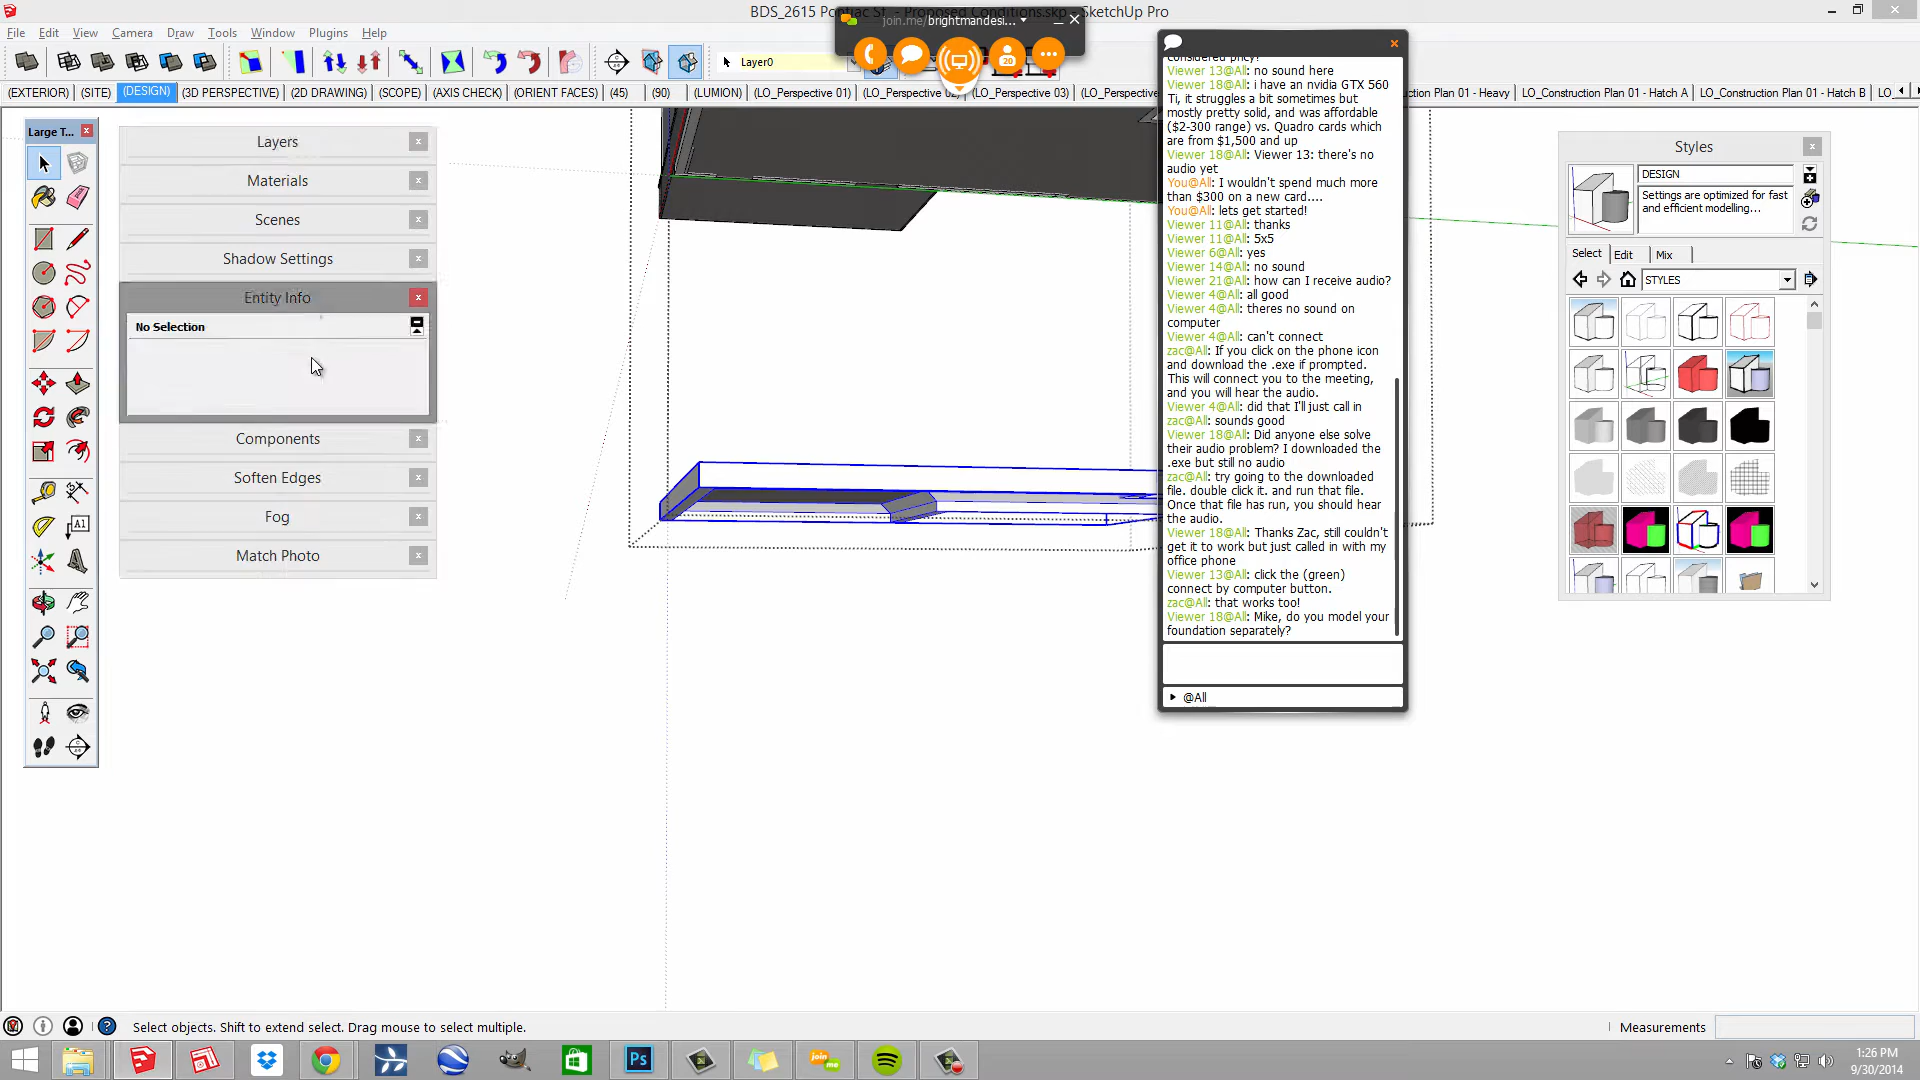 BDS_2615 Pontiac St. - Proposed Conditions.skp - SketchUp Pro
join.me/brightmandesi...
File Edit View Camera Draw Tools Window Plugins Help
Layer0
20
(EXTERIOR) (SITE) (DESIGN) (3D PERSPECTIVE) (2D DRAWING) (SCOPE) (AXIS CHECK) (ORIENT FACES) (45) (90) (LUMION) (LO_Perspective 01) (LO_Perspective 02) (LO_Perspective 03) (LO_Perspec
ction Plan 01 - Heavy LO_Construction Plan 01 - Hatch A LO_Construction Plan 01 - Hatch B LO_
Large T...
Layers
Materials
Scenes
Shadow Settings
Entity Info
No Selection
Components
Soften Edges
Fog
Match Photo
considered pricy?
Viewer 13@All: no sound here
Viewer 18@All: i have an nvidia GTX 560
Ti, it struggles a bit sometimes but
mostly pretty solid, and was affordable
($2-300 range) vs. Quadro cards which
are from $1,500 and up
Viewer 18@All: Viewer 13: there's no
audio yet
You@All: I wouldn't spend much more
than $300 on a new card....
You@All: lets get started!
Viewer 11@All: thanks
Viewer 11@All: 5x5
Viewer 6@All: yes
Viewer 14@All: no sound
Viewer 21@All: how can I receive audio?
Viewer 4@All: all good
Viewer 4@All: theres no sound on
computer
Viewer 4@All: can't connect
zac@All: If you click on the phone icon
and download the .exe if prompted.
This will connect you to the meeting,
and you will hear the audio.
Viewer 4@All: did that I'll just call in
zac@All: sounds good
Viewer 18@All: Did anyone else solve
their audio problem? I downloaded the
.exe but still no audio
zac@All: try going to the downloaded
file. double click it. and run that file.
Once that file has run, you should hear
the audio.
Viewer 18@All: Thanks Zac, still couldn't
get it to work but just called in with my
office phone
Viewer 13@All: click the (green)
connect by computer button.
zac@All: that works too!
Viewer 18@All: Mike, do you model your
foundation separately?
@All
Styles
DESIGN
Settings are optimized for fast
and efficient modelling...
Select Edit Mix
STYLES
A1
Select objects. Shift to extend select. Drag mouse to select multiple.
Measurements
Ps
join
me
1:26 PM
9/30/2014